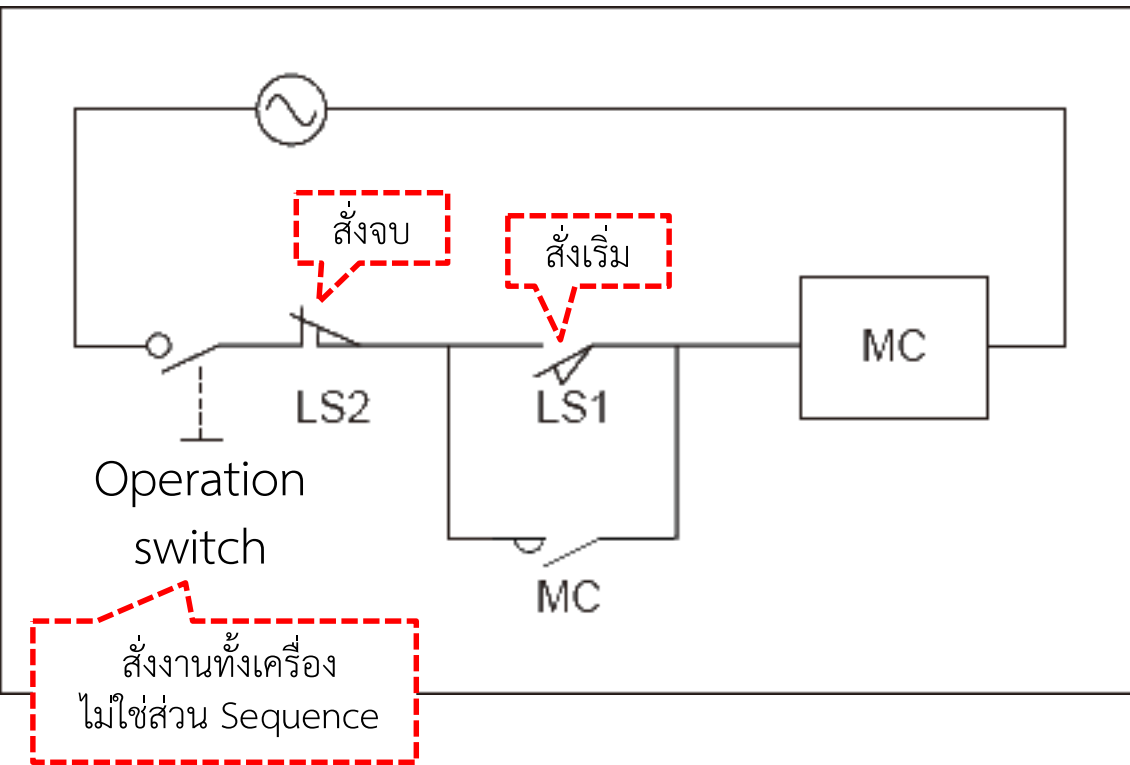 สั่งจบ
สั่งเริ่ม
MC
LS2
LS1
Operation
switch
MC
สั่งงานทั้งเครื่อง
ไม่ใช่ส่วน Sequence